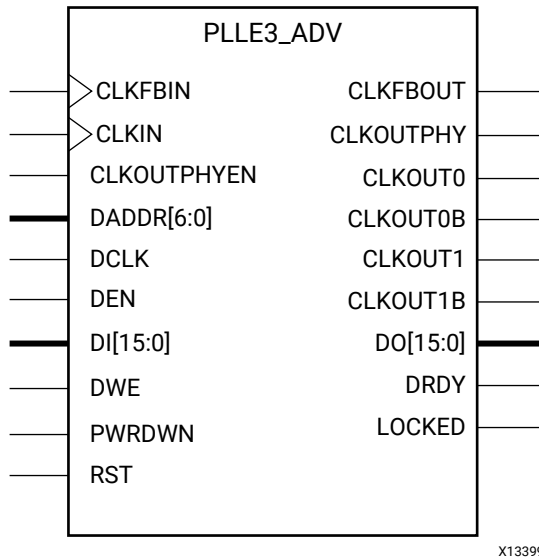 PLLE3_ADV
CLKFBIN
CLKFBOUT
CLKIN
CLKOUTPHY
CLKOUTPHYEN
CLKOUT0
DADDR[6:0]
CLKOUT0B
DCLK
CLKOUT1
DEN
CLKOUT1B
DI[15:0]
DO[15:0]
DWE
DRDY
PWRDWN
LOCKED
RST
X13399